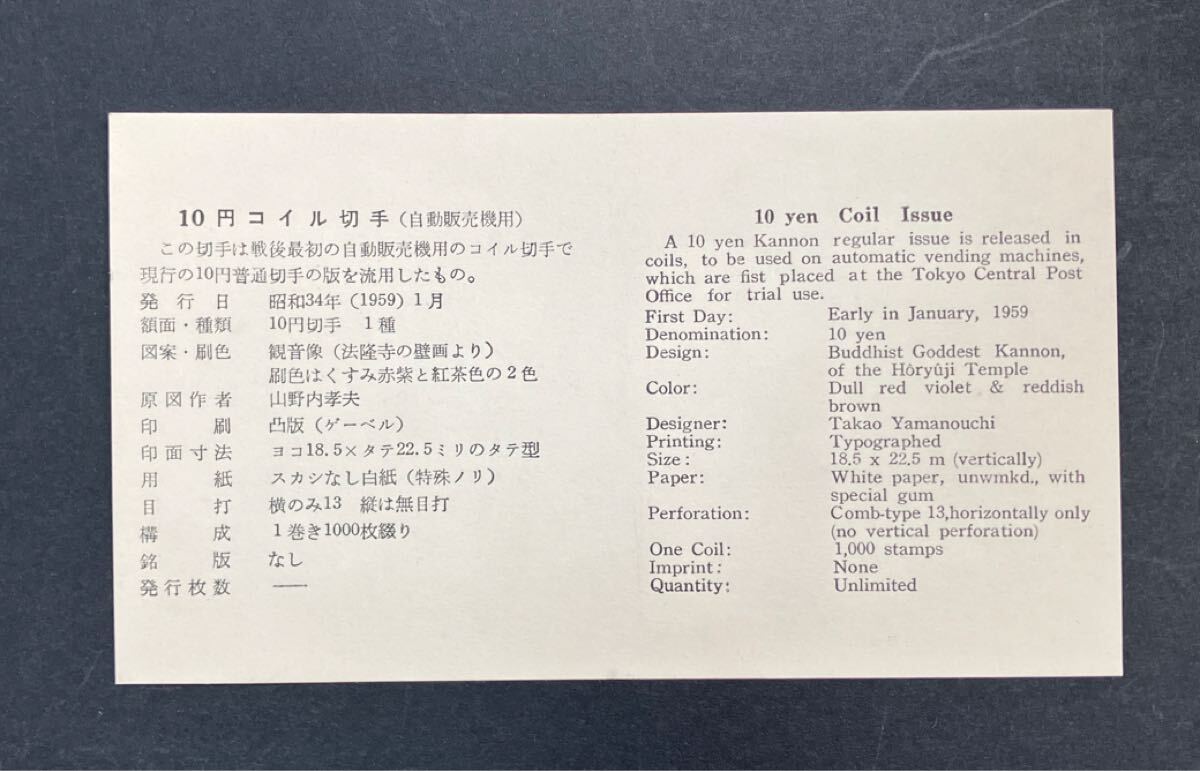 10円コイル切手(自動販売機用)
この切手は戦後最初の自動販売機用のコイル切手で
現行の10円普通切手の版を流用したもの。
発行日 昭和34年(1959)1月
額面・種類 10円切手 1種
図案・刷色 観音像(法隆寺の壁画より)
刷色はくすみ赤紫と紅茶色の2色
原図作者 山野内孝夫
印刷 凸版(ゲーベル)
印面寸法 ヨコ18.5×タテ22.5ミリのタテ型
用紙 スカシなし白紙(特殊ノリ)
目打 横のみ13 縦は無目打
構成 1巻き1000枚綴り
銘版 なし
発行枚数 ——
10 yen Coil Issue
A 10 yen Kannon regular issue is released in
coils, to be used on automatic vending machines,
which are fist placed at the Tokyo Central Post
Office for trial use.
First Day: Early in January, 1959
Denomination: 10 yen
Design: Buddhist Goddest Kannon,
of the Hôryûji Temple
Color: Dull red violet & reddish
brown
Designer: Takao Yamanouchi
Printing: Typographed
Size: 18.5 x 22.5 m (vertically)
Paper: White paper, unwmkd., with
special gum
Perforation: Comb-type 13,horizontally only
(no vertical perforation)
One Coil: 1,000 stamps
Imprint: None
Quantity: Unlimited